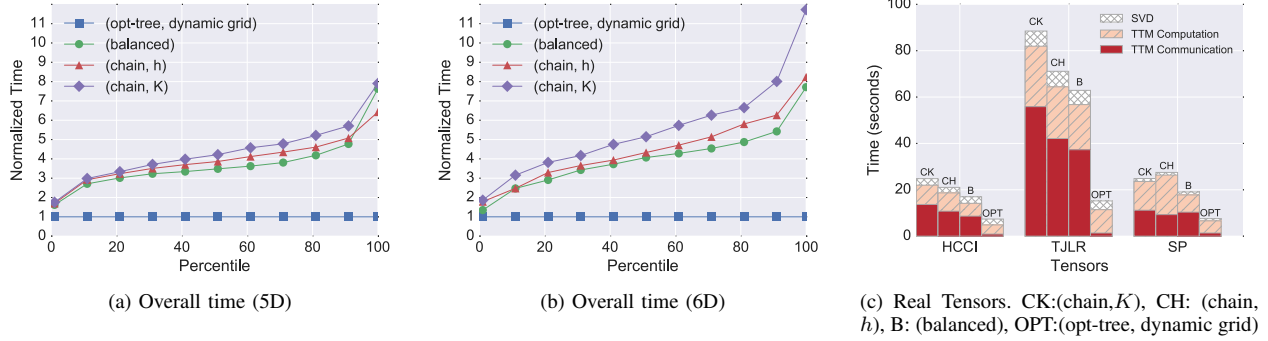 11
10
9
8
7
6
5
4
3
2
1
0
Normalized Time
(opt-tree, dynamic grid)
(balanced)
(chain, h)
(chain, K)
0 20 40 60 80 100
Percentile
(a) Overall time (5D)
11
10
9
8
7
6
5
4
3
2
1
0
Normalized Time
(opt-tree, dynamic grid)
(balanced)
(chain, h)
(chain, K)
0 20 40 60 80 100
Percentile
(b) Overall time (6D)
100
80
60
40
20
0
Time (seconds)
SVD
TTM Computation
TTM Communication
CK CH B OPT
CK CH B OPT
CK CH B OPT
HCCI TJLR SP
Tensors
(c) Real Tensors. CK:(chain,K), CH: (chain,
h), B: (balanced), OPT:(opt-tree, dynamic grid)